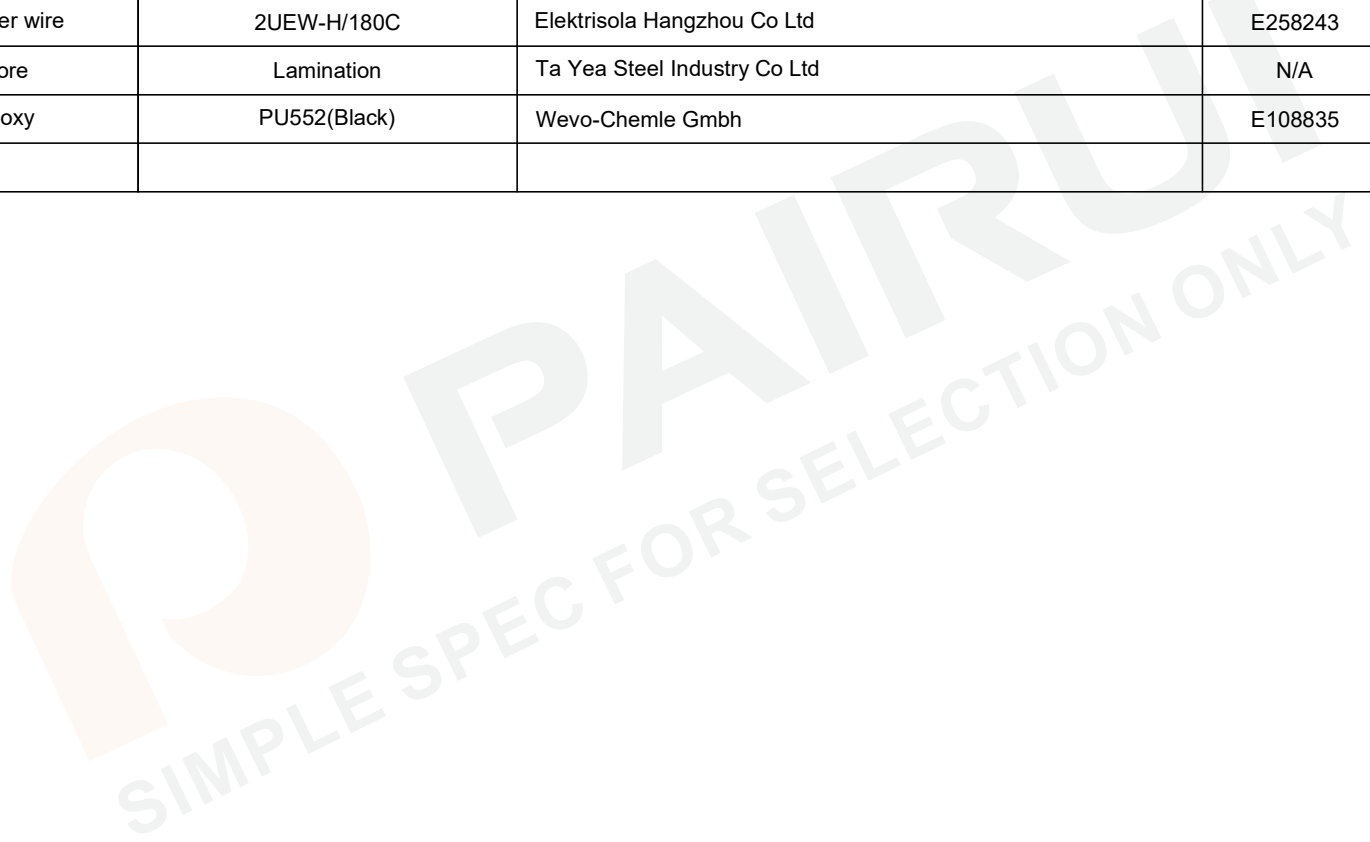 er wire 2UEW-H/180C Elektrisola Hangzhou Co Ltd E258243
ore Lamination Ta Yea Steel Industry Co Ltd N/A
oxy PU552(Black) Wevo-Chemle Gmbh E108835
PAIRUI
SIMPLE SPEC FOR SELECTION ONLY